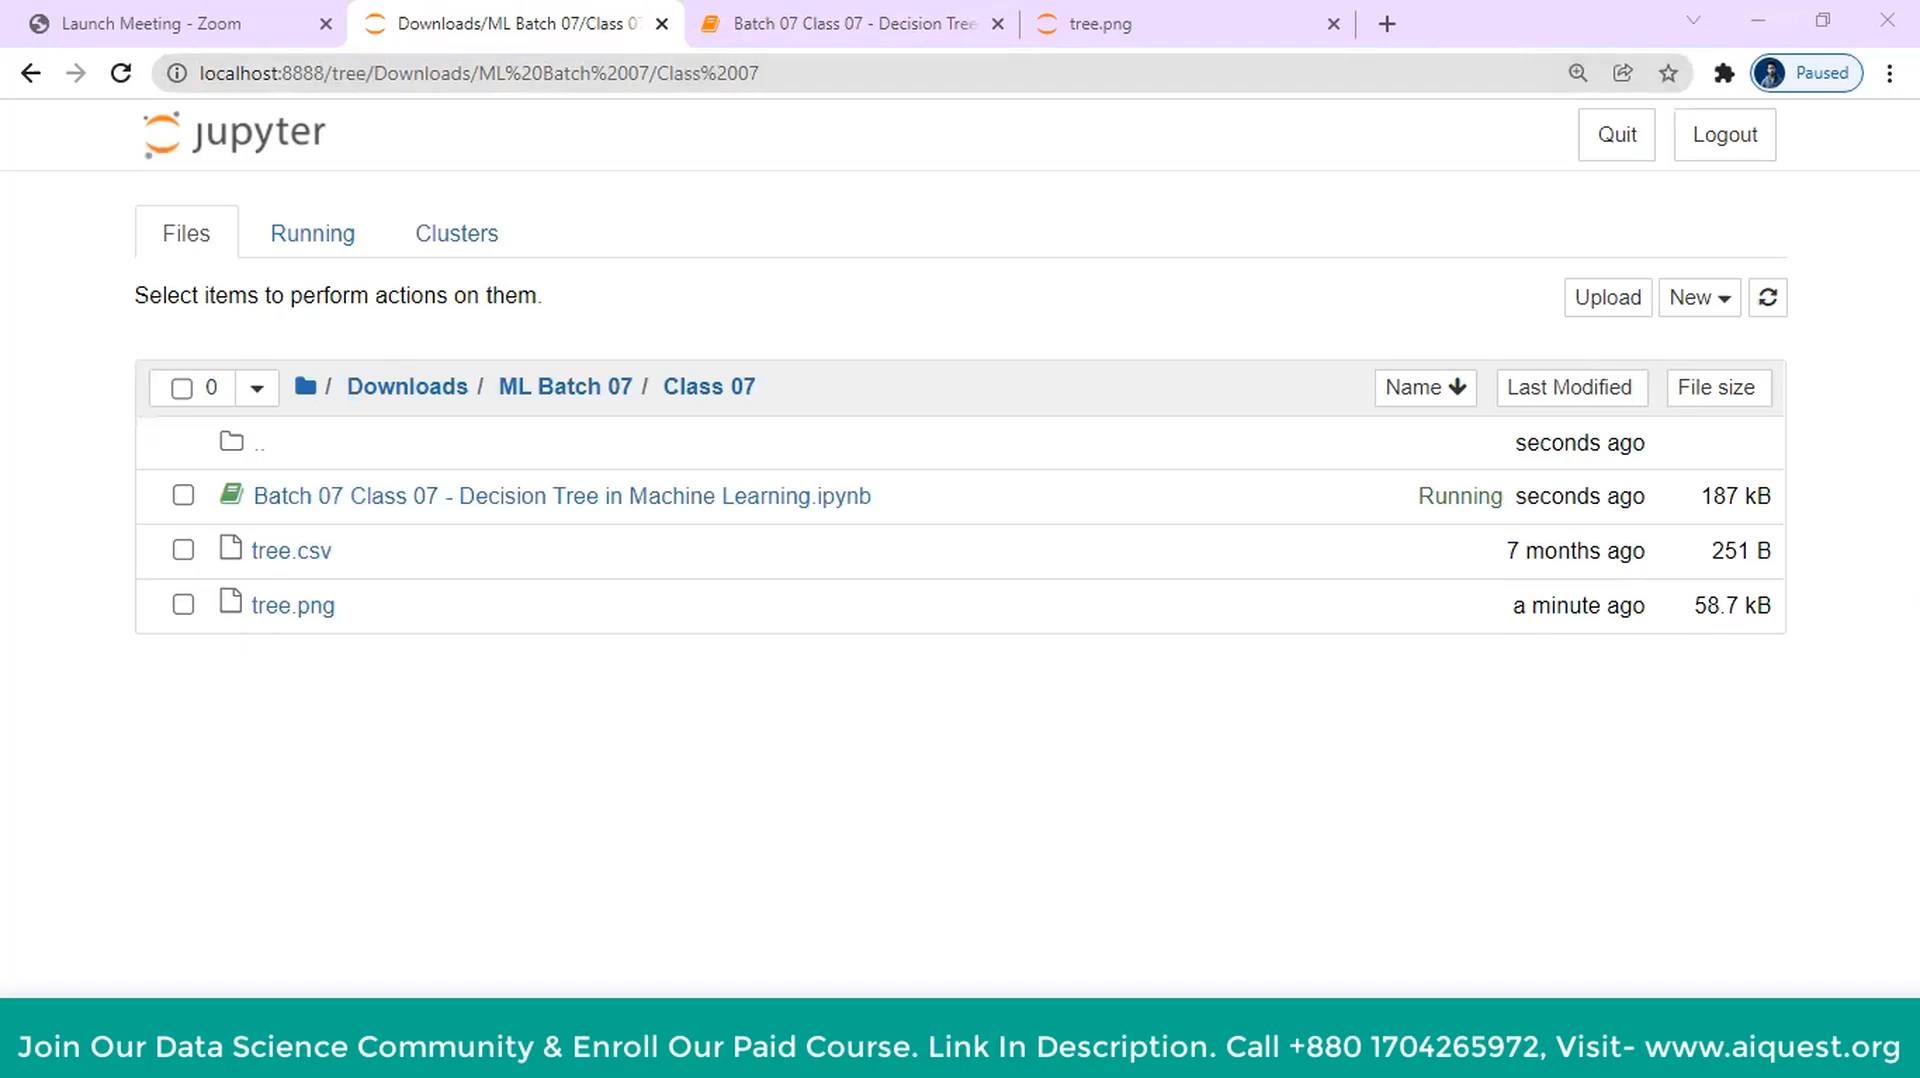 Launch Meeting - Zoom
Downloads/ML Batch 07/Class 07
Batch 07 Class 07 - Decision Tree
tree.png
localhost:8888/tree/Downloads/ML%20Batch%2007/Class%2007
Paused
jupyter
Quit
Logout
Files
Running
Clusters
Select items to perform actions on them.
Upload
New
0
/ Downloads / ML Batch 07 / Class 07
Name
Last Modified
File size
..
seconds ago
Batch 07 Class 07 - Decision Tree in Machine Learning.ipynb
Running seconds ago 187 kB
tree.csv
7 months ago 251 B
tree.png
a minute ago 58.7 kB
Join Our Data Science Community & Enroll Our Paid Course. Link In Description. Call +880 1704265972, Visit- www.aiquest.org